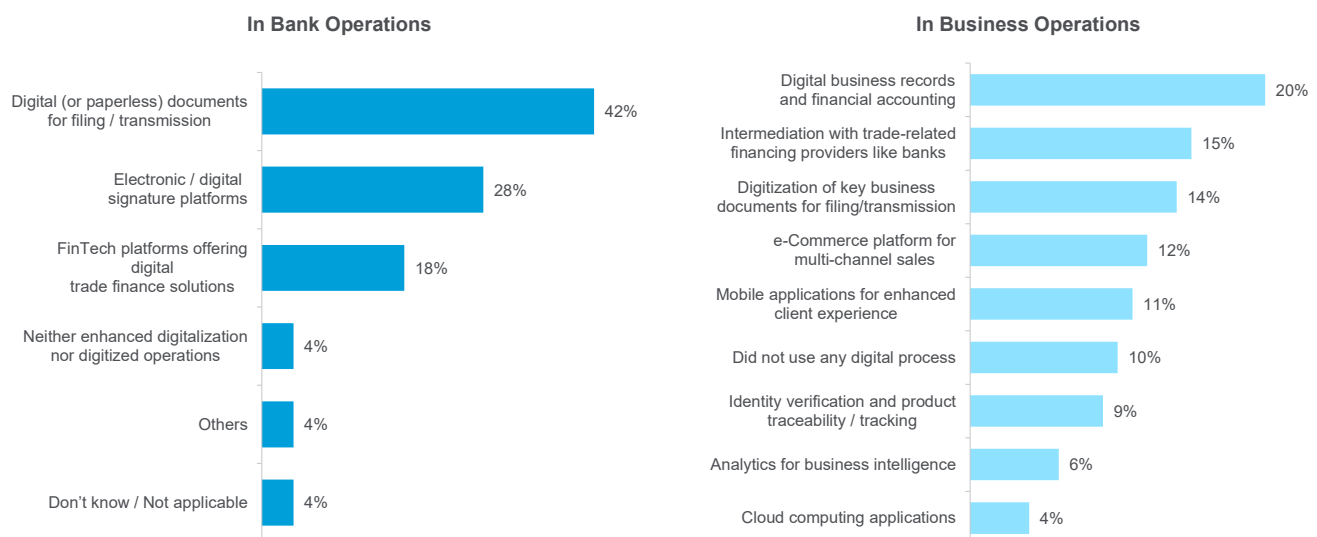 In Bank Operations
Digital (or paperless) documents
for filing / transmission
42%
Electronic / digital
signature platforms
28%
FinTech platforms offering
digital
trade finance solutions
18%
Neither enhanced digitalization
nor digitized operations
4%
Others
4%
Don’t know / Not applicable
4%
In Business Operations
Digital business records
and financial accounting
20%
Intermediation with trade-related
financing providers like banks
15%
Digitization of key business
documents for filing/transmission
14%
e-Commerce platform for
multi-channel sales
12%
Mobile applications for enhanced
client experience
11%
Did not use any digital process
10%
Identity verification and product
traceability / tracking
9%
Analytics for business intelligence
6%
Cloud computing applications
4%